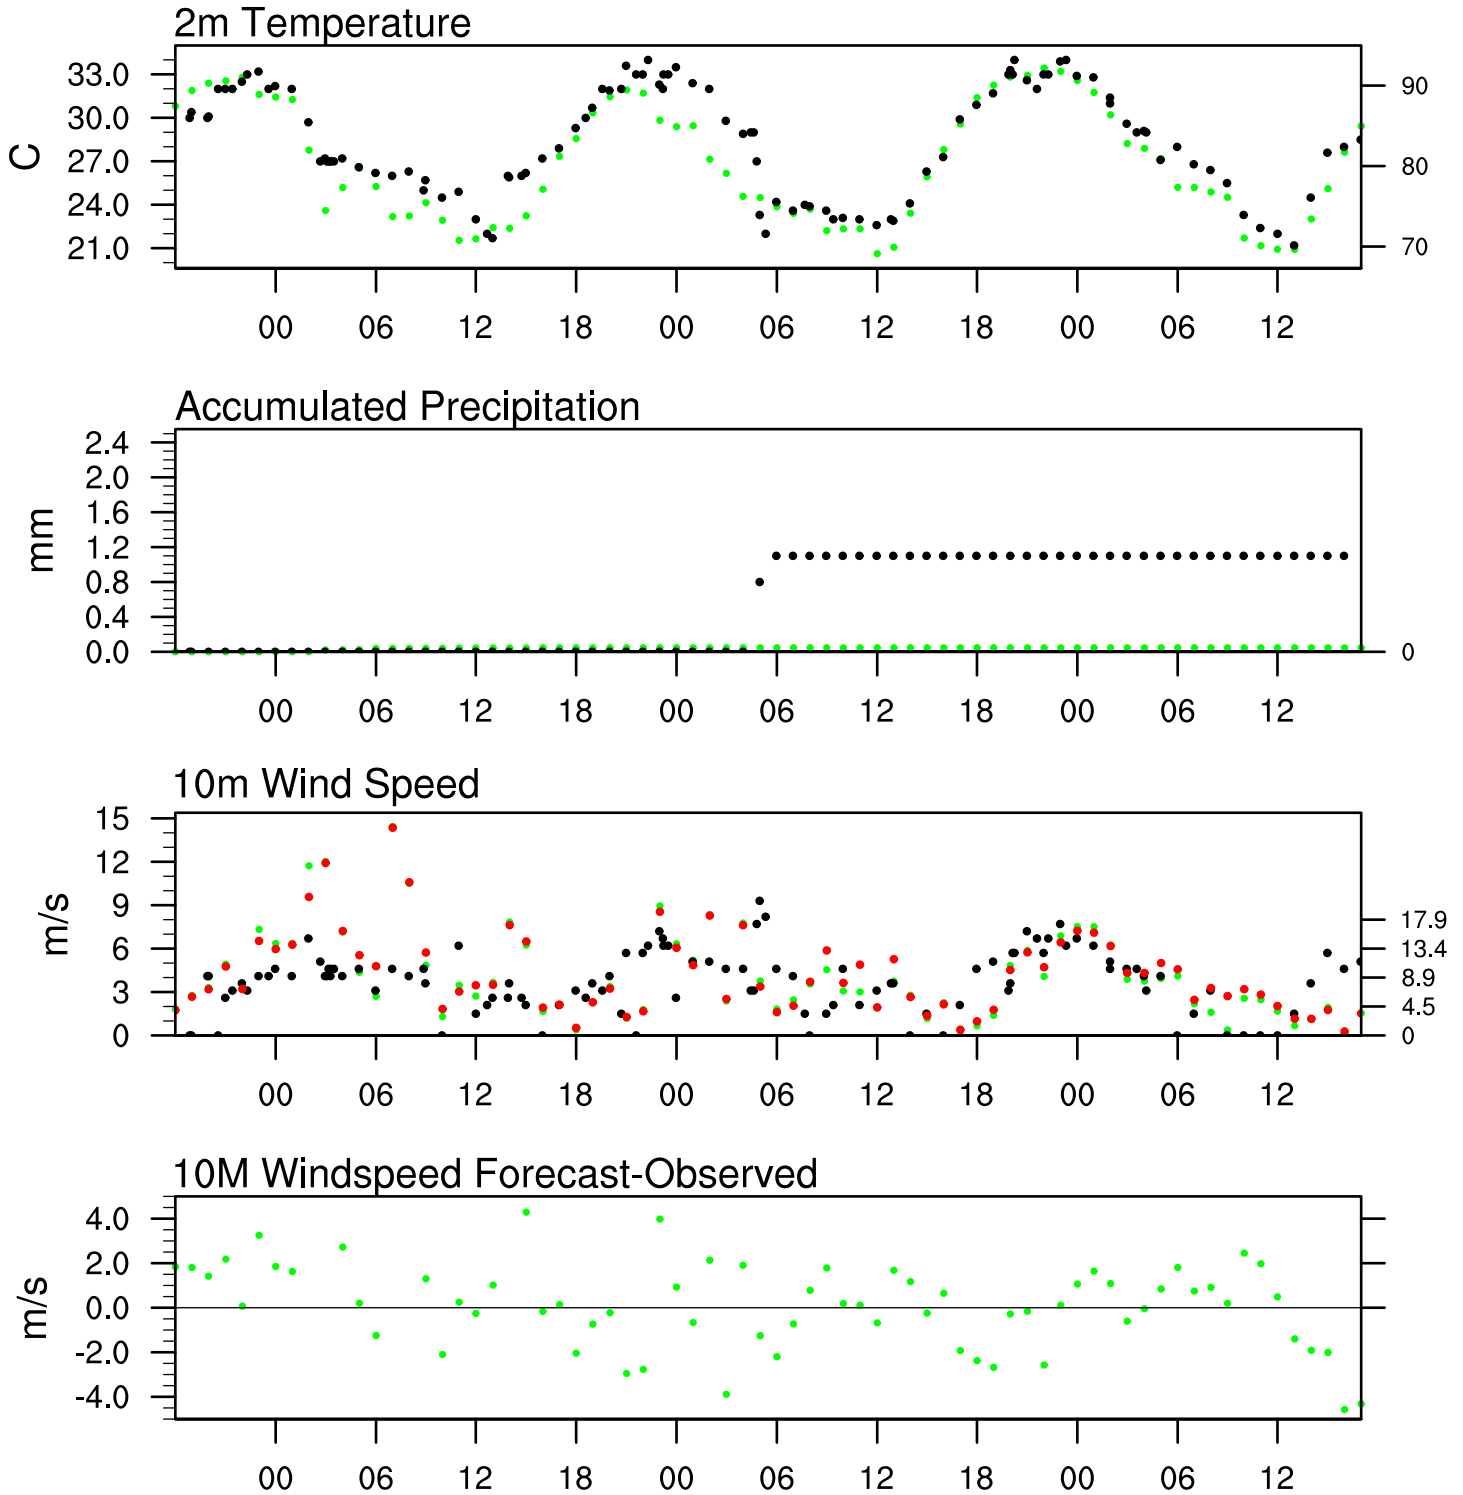 2m Temperature
33.0
30.0
27.0
24.0
21.0
C
90
80
70
00 06 12 18 00 06 12 18 00 06 12
Accumulated Precipitation
2.4
2.0
1.6
1.2
0.8
0.4
0.0
mm
0
00 06 12 18 00 06 12 18 00 06 12
10m Wind Speed
15
12
9
6
3
0
m/s
17.9
13.4
8.9
4.5
0
00 06 12 18 00 06 12 18 00 06 12
10M Windspeed Forecast-Observed
4.0
2.0
0.0
-2.0
-4.0
m/s
00 06 12 18 00 06 12 18 00 06 12